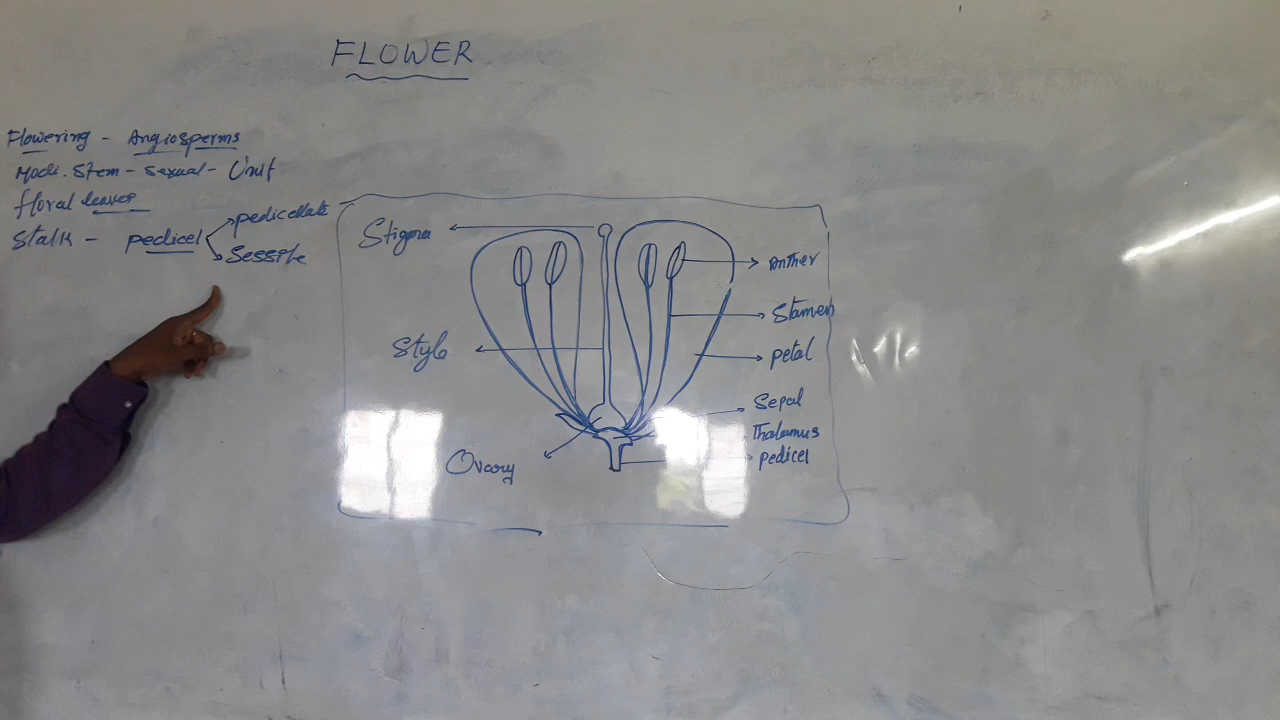 FLOWER
Flowering - Angiosperms
Modi. Stem - Sexual - Unit
floral leaves
Stalk - pedicel
pedicellate
Sessile
Stigma
Style
Ovary
Anther
Stamen
petal
Sepal
Thalamus
pedicel